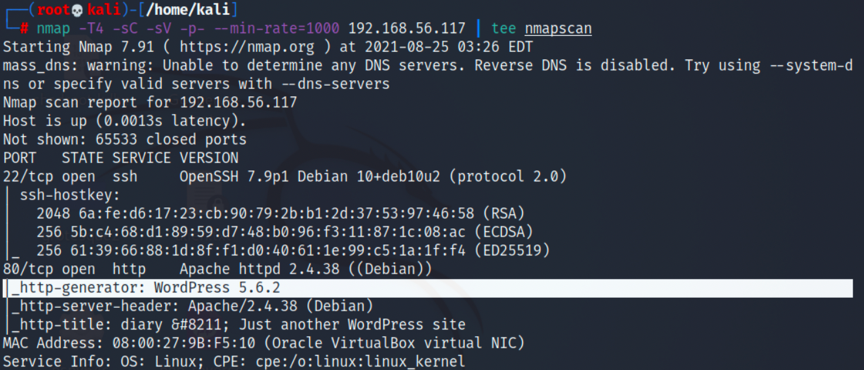 ┌──(root💀kali)-[/home/kali]
└─# nmap -T4 -sC -sV -p- --min-rate=1000 192.168.56.117 | tee nmapscan
Starting Nmap 7.91 ( https://nmap.org ) at 2021-08-25 03:26 EDT
mass_dns: warning: Unable to determine any DNS servers. Reverse DNS is disabled. Try using --system-d
ns or specify valid servers with --dns-servers
Nmap scan report for 192.168.56.117
Host is up (0.0013s latency).
Not shown: 65533 closed ports
PORT   STATE SERVICE VERSION
22/tcp open  ssh     OpenSSH 7.9p1 Debian 10+deb10u2 (protocol 2.0)
| ssh-hostkey:
|   2048 6a:fe:d6:17:23:cb:90:79:2b:b1:2d:37:53:97:46:58 (RSA)
|   256 5b:c4:68:d1:89:59:d7:48:b0:96:f3:11:87:1c:08:ac (ECDSA)
|_  256 61:39:66:88:1d:8f:f1:d0:40:61:1e:99:c5:1a:1f:f4 (ED25519)
80/tcp open  http    Apache httpd 2.4.38 ((Debian))
|_http-generator: WordPress 5.6.2
|_http-server-header: Apache/2.4.38 (Debian)
|_http-title: diary &#8211; Just another WordPress site
MAC Address: 08:00:27:9B:F5:10 (Oracle VirtualBox virtual NIC)
Service Info: OS: Linux; CPE: cpe:/o:linux:linux_kernel